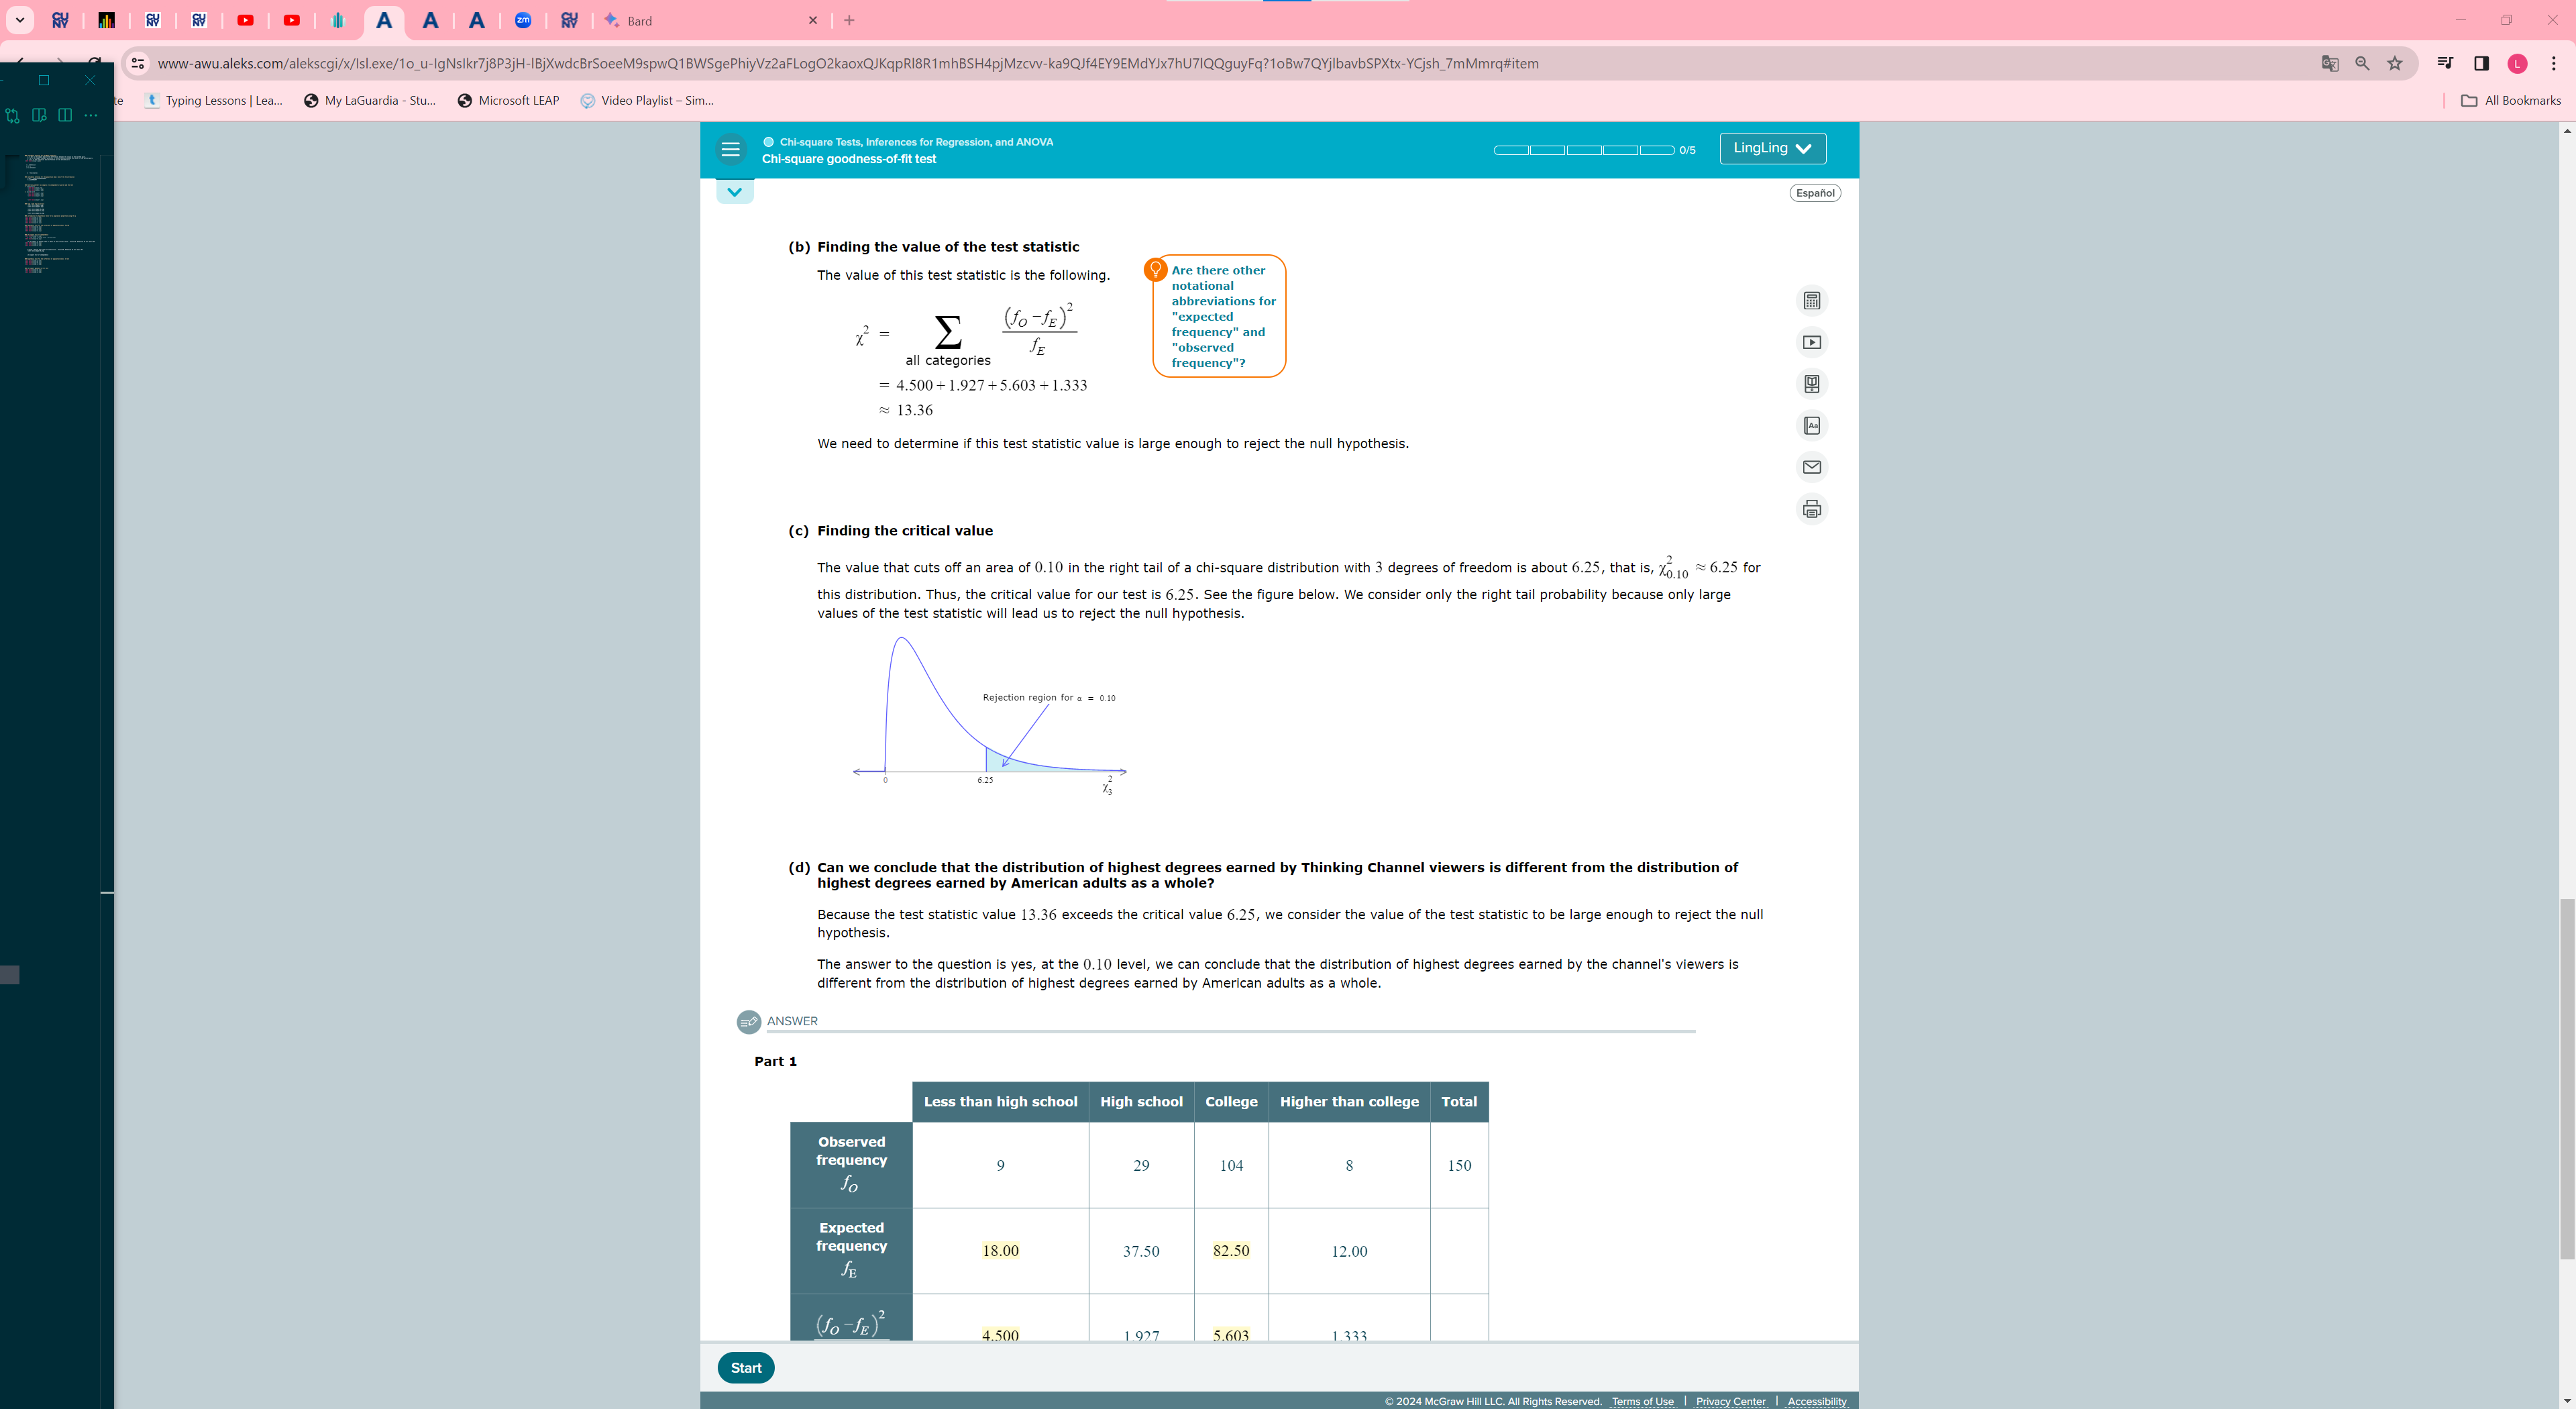 CU NY
CU NY
CU NY
A
A
A
zm
CU NY
Bard
www-awu.aleks.com/alekscgi/x/Isl.exe/1o_u-IgNsIkr7j8P3jH-lBjXwdcBrSoeeM9spwQ1BWSgePhiyVz2aFLogO2kaoxQJKqpRl8R1mhBSH4pjMzcvv-ka9QJf4EY9EMdYJx7hU7lQQguyFq?1oBw7QYjlbavbSPXtx-YCjsh_7mMmrq#item
L
te
Typing Lessons | Lea...
My LaGuardia - Stu...
Microsoft LEAP
Video Playlist – Sim...
All Bookmarks
Chi-square Tests, Inferences for Regression, and ANOVA
Chi-square goodness-of-fit test
0/5
LingLing
Español
(b) Finding the value of the test statistic
The value of this test statistic is the following.
χ² = Σ (f_O − f_E)² / f_E
all categories
= 4.500 + 1.927 + 5.603 + 1.333
≈ 13.36
Are there other
notational
abbreviations for
"expected
frequency" and
"observed
frequency"?
We need to determine if this test statistic value is large enough to reject the null hypothesis.
(c) Finding the critical value
The value that cuts off an area of 0.10 in the right tail of a chi-square distribution with 3 degrees of freedom is about 6.25, that is, χ²_0.10 ≈ 6.25 for
this distribution. Thus, the critical value for our test is 6.25. See the figure below. We consider only the right tail probability because only large
values of the test statistic will lead us to reject the null hypothesis.
Rejection region for α = 0.10
0
6.25
χ²_3
(d) Can we conclude that the distribution of highest degrees earned by Thinking Channel viewers is different from the distribution of
highest degrees earned by American adults as a whole?
Because the test statistic value 13.36 exceeds the critical value 6.25, we consider the value of the test statistic to be large enough to reject the null
hypothesis.
The answer to the question is yes, at the 0.10 level, we can conclude that the distribution of highest degrees earned by the channel's viewers is
different from the distribution of highest degrees earned by American adults as a whole.
ANSWER
Part 1
Less than high school High school College Higher than college Total
Observed
frequency
f_O
9 29 104 8 150
Expected
frequency
f_E
18.00 37.50 82.50 12.00
(f_O − f_E)²
4.500 1.927 5.603 1.333
Start
© 2024 McGraw Hill LLC. All Rights Reserved. Terms of Use | Privacy Center | Accessibility